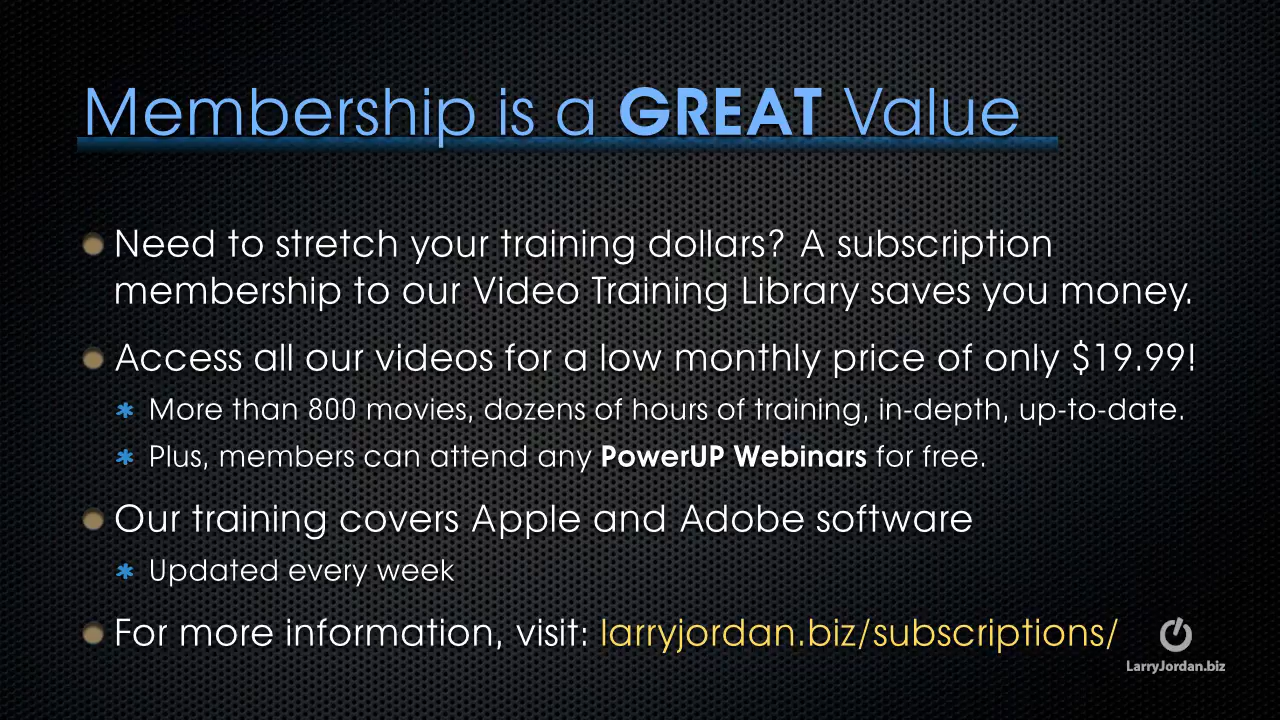 Membership is a GREAT Value
Need to stretch your training dollars? A subscription
membership to our Video Training Library saves you money.
Access all our videos for a low monthly price of only $19.99!
More than 800 movies, dozens of hours of training, in-depth, up-to-date.
Plus, members can attend any PowerUP Webinars for free.
Our training covers Apple and Adobe software
Updated every week
For more information, visit: larryjordan.biz/subscriptions/
LarryJordan.biz